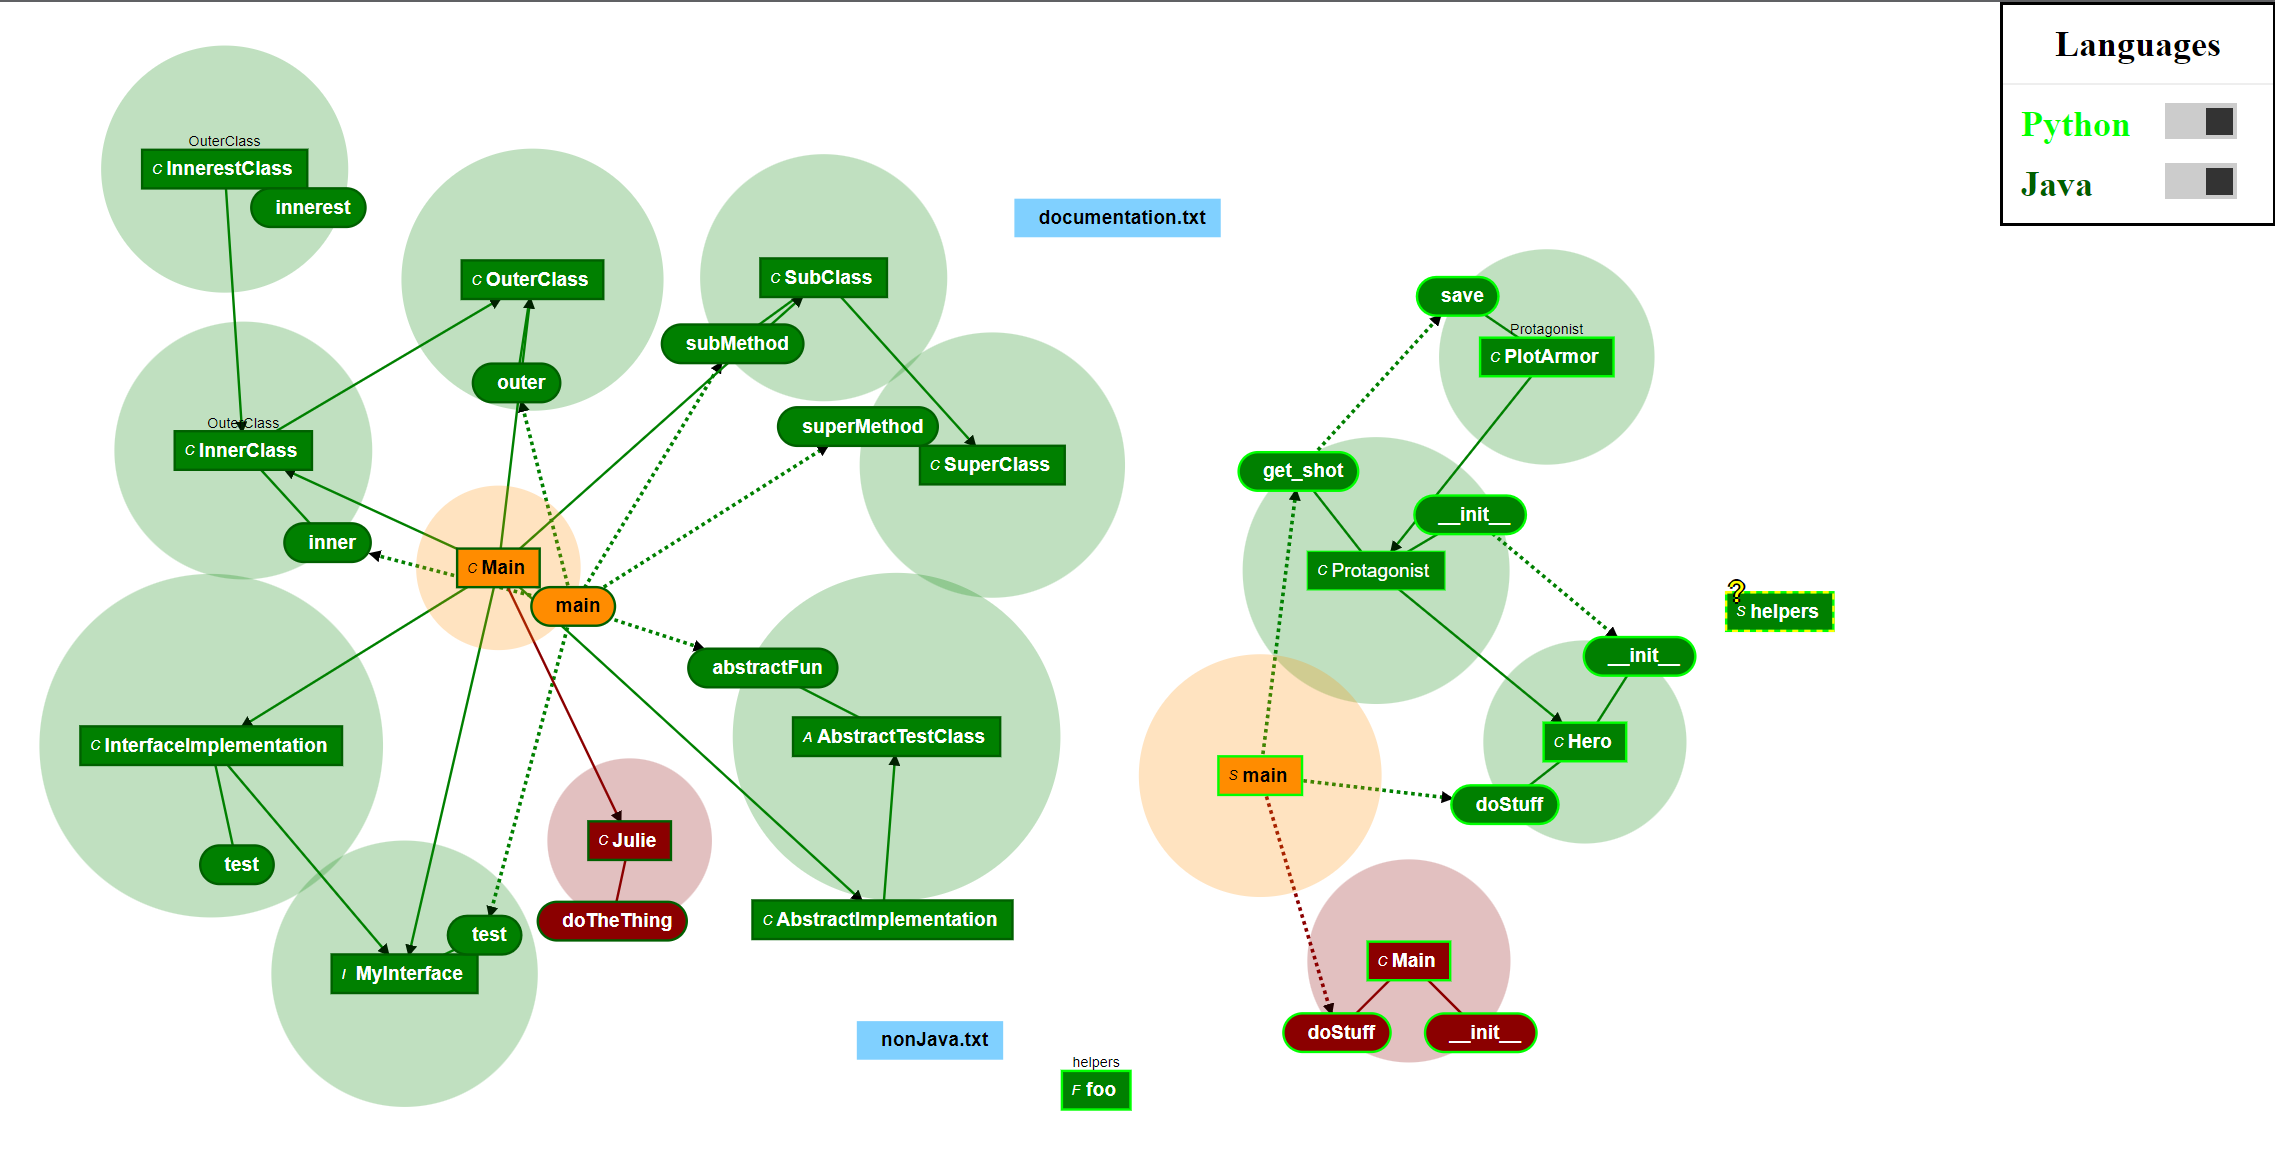 Languages
Python
Java
OuterClass
C InnerestClass
innerest
C OuterClass
outer
C SubClass
subMethod
superMethod
C SuperClass
documentation.txt
OuterClass
C InnerClass
inner
C Main
main
abstractFun
A AbstractTestClass
C AbstractImplementation
C InterfaceImplementation
test
C Julie
doTheThing
test
I MyInterface
nonJava.txt
helpers
F foo
save
Protagonist
C PlotArmor
get_shot
__init__
C Protagonist
?
S helpers
__init__
C Hero
S main
doStuff
C Main
doStuff
__init__